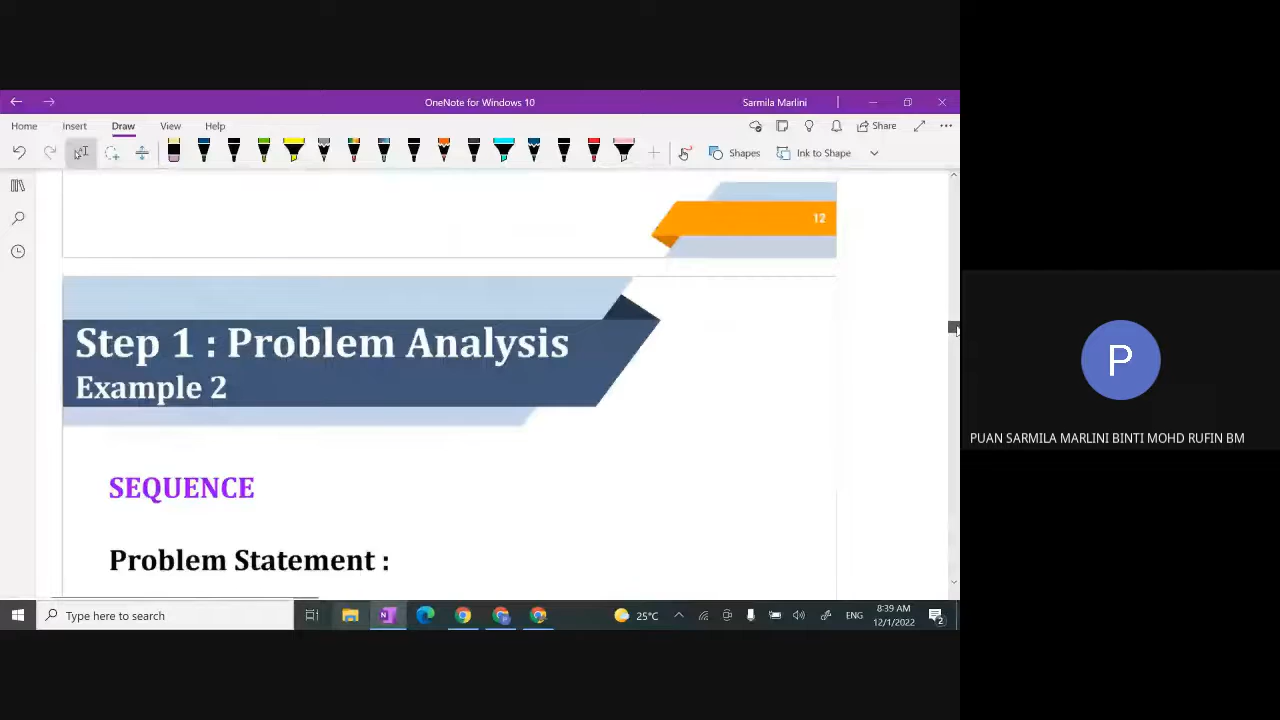 OneNote for Windows 10
Sarmila Marlini
Home Insert Draw View Help
Share
Shapes
Ink to Shape
12
Step 1 : Problem Analysis
Example 2
SEQUENCE
Problem Statement :
P
PUAN SARMILA MARLINI BINTI MOHD RUFIN BM
Type here to search
25°C
ENG
8:39 AM
12/1/2022
2